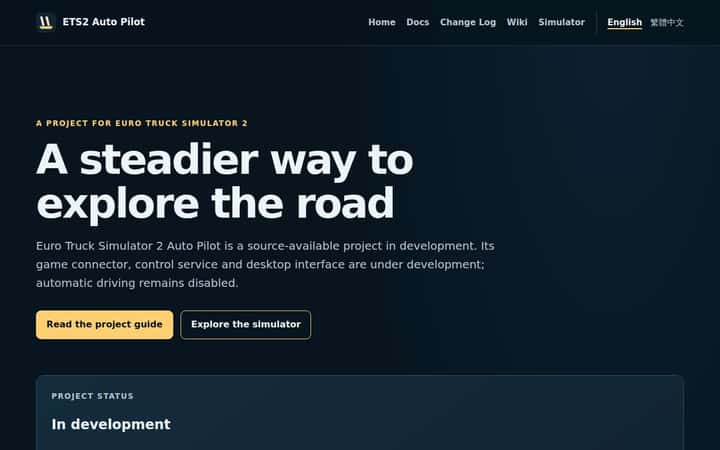 ETS2 Auto Pilot
Home Docs Change Log Wiki Simulator English 繁體中文
A PROJECT FOR EURO TRUCK SIMULATOR 2
A steadier way to
explore the road
Euro Truck Simulator 2 Auto Pilot is a source-available project in development. Its
game connector, control service and desktop interface are under development;
automatic driving remains disabled.
Read the project guide Explore the simulator
PROJECT STATUS
In development